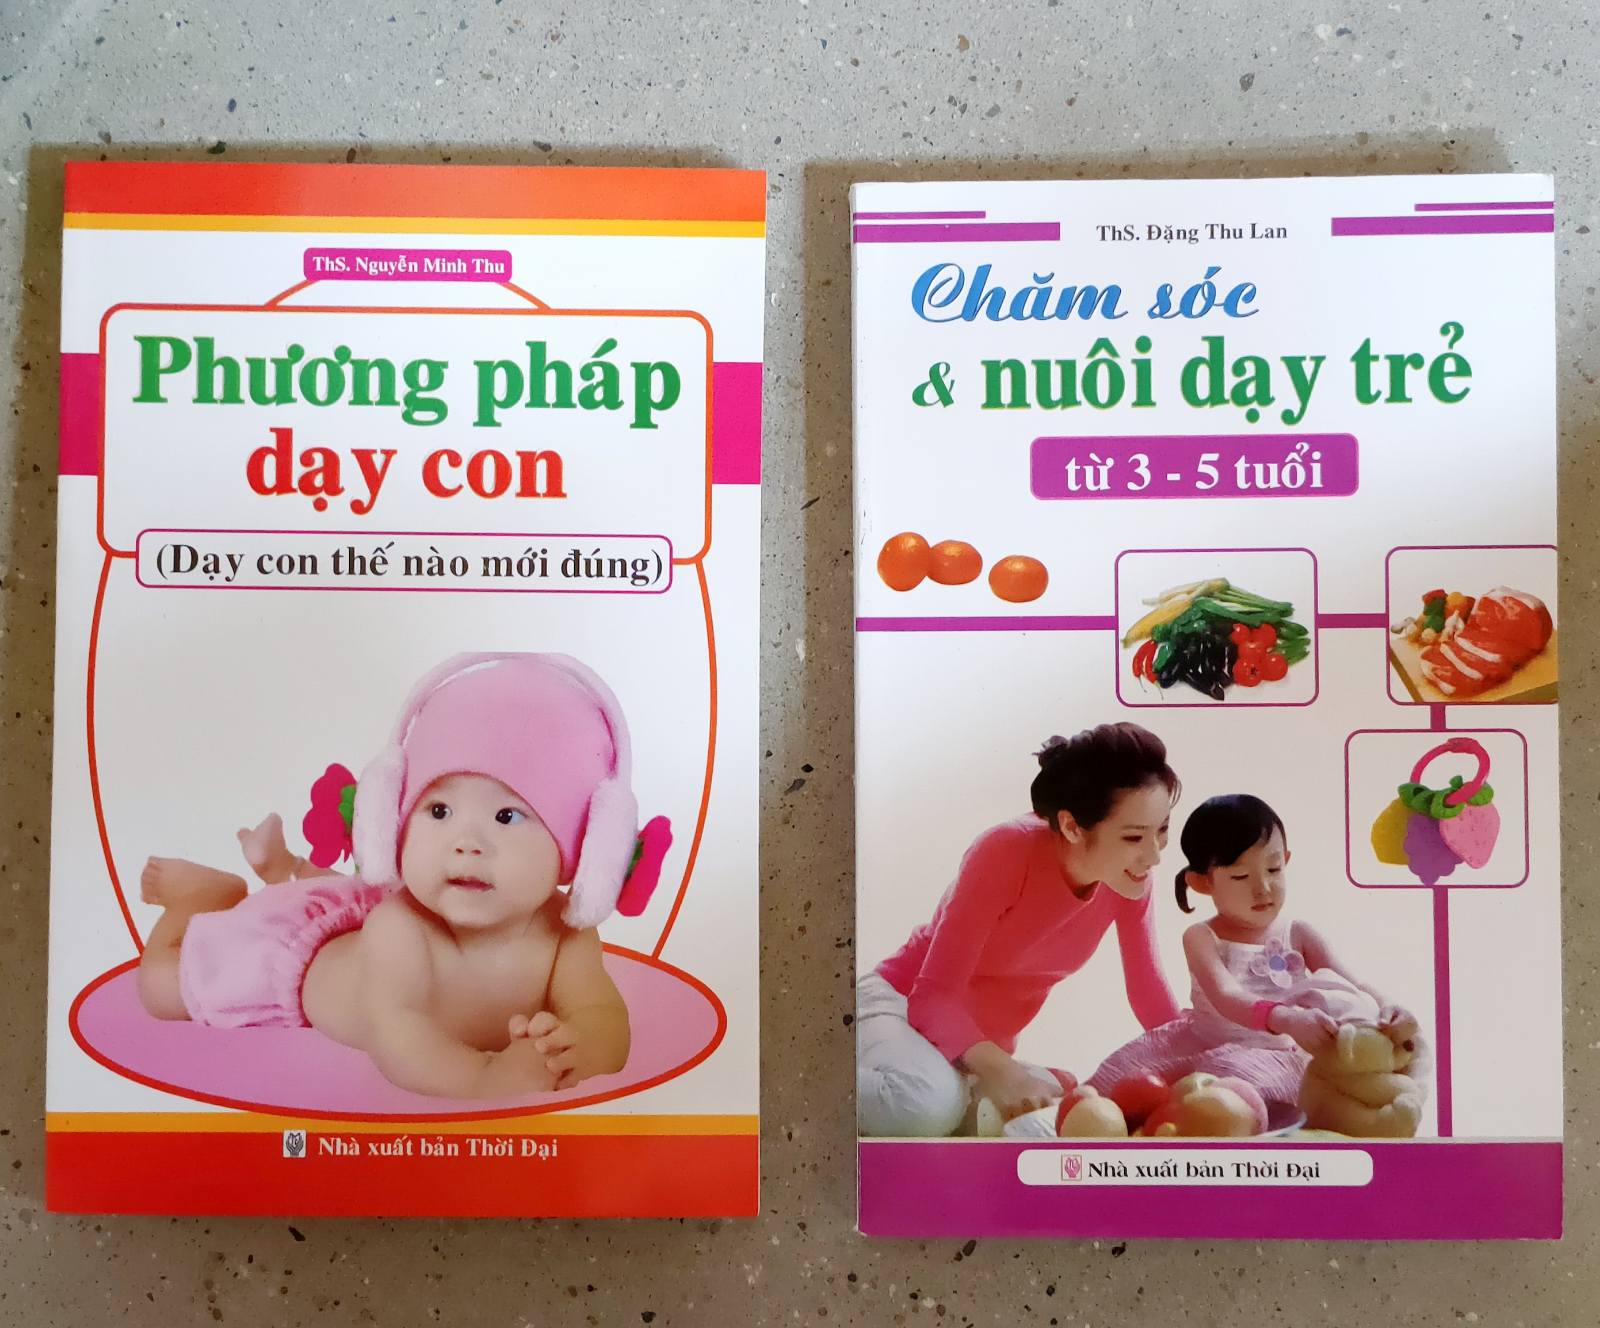 ThS. Nguyễn Minh Thu
Phương pháp
dạy con
(Dạy con thế nào mới đúng)
Nhà xuất bản Thời Đại
ThS. Đặng Thu Lan
Chăm sóc
& nuôi dạy trẻ
từ 3 - 5 tuổi
Nhà xuất bản Thời Đại